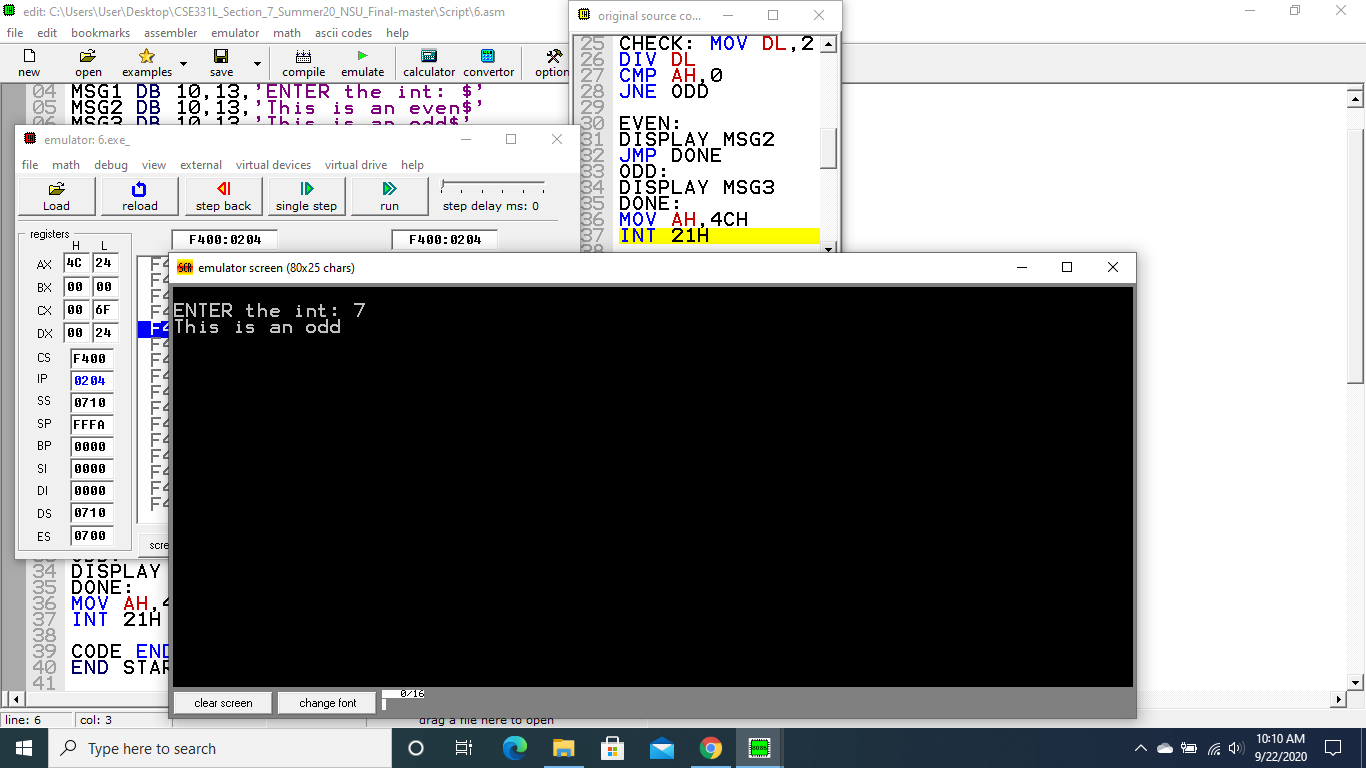 edit: C:\Users\User\Desktop\CSE331L_Section_7_Summer20_NSU_Final-master\Script\6.asm
file edit bookmarks assembler emulator math ascii codes help
new open examples save compile emulate calculator convertor option
04 MSG1 DB 10,13,'ENTER the int: $'
05 MSG2 DB 10,13,'This is an even$'
06 MSG3 DB 10,13,'This is an odd$'
original source co...
25 CHECK: MOV DL,2
26 DIV DL
27 CMP AH,0
28 JNE ODD
29
30 EVEN:
31 DISPLAY MSG2
32 JMP DONE
33 ODD:
34 DISPLAY MSG3
35 DONE:
36 MOV AH,4CH
37 INT 21H
emulator: 6.exe_
file math debug view external virtual devices virtual drive help
Load reload step back single step run step delay ms: 0
registers F400:0204 F400:0204
H L
AX 4C 24
BX 00 00
CX 00 6F
DX 00 24
CS F400
IP 0204
SS 0710
SP FFFA
BP 0000
SI 0000
DI 0000
DS 0710
ES 0700
scre
emulator screen (80x25 chars)
ENTER the int: 7
This is an odd
clear screen change font 0/16
34 DISPLAY
35 DONE:
36 MOV AH,4
37 INT 21H
38
39 CODE END
40 END STAR
41
line: 6 col: 3 drag a file here to open
Type here to search
10:10 AM
9/22/2020